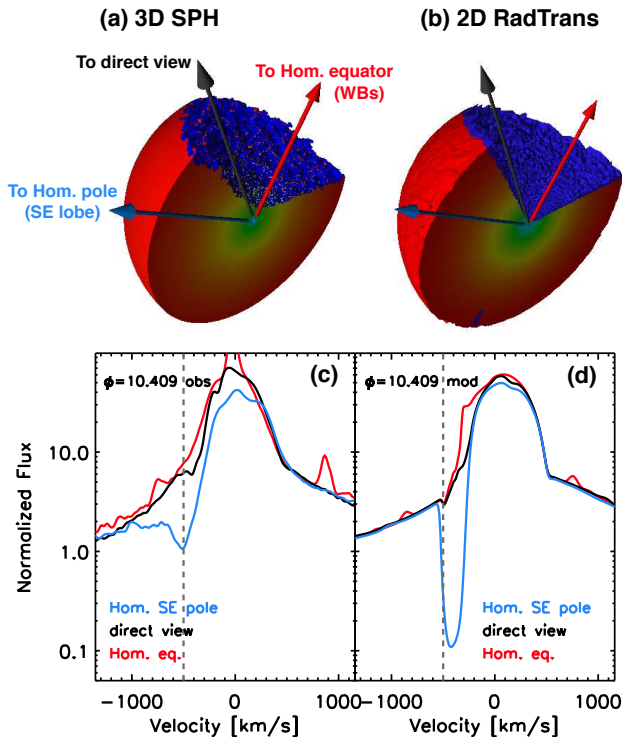 (a) 3D SPH
(b) 2D RadTrans
To direct view
To Hom. equator
(WBs)
To Hom. pole
(SE lobe)
(c)
ϕ=10.409 obs
(d)
ϕ=10.409 mod
Normalized Flux
10.0
1.0
0.1
Hom. SE pole
direct view
Hom. eq.
Hom. SE pole
direct view
Hom. eq.
−1000 0 1000
−1000 0 1000
Velocity [km/s]
Velocity [km/s]